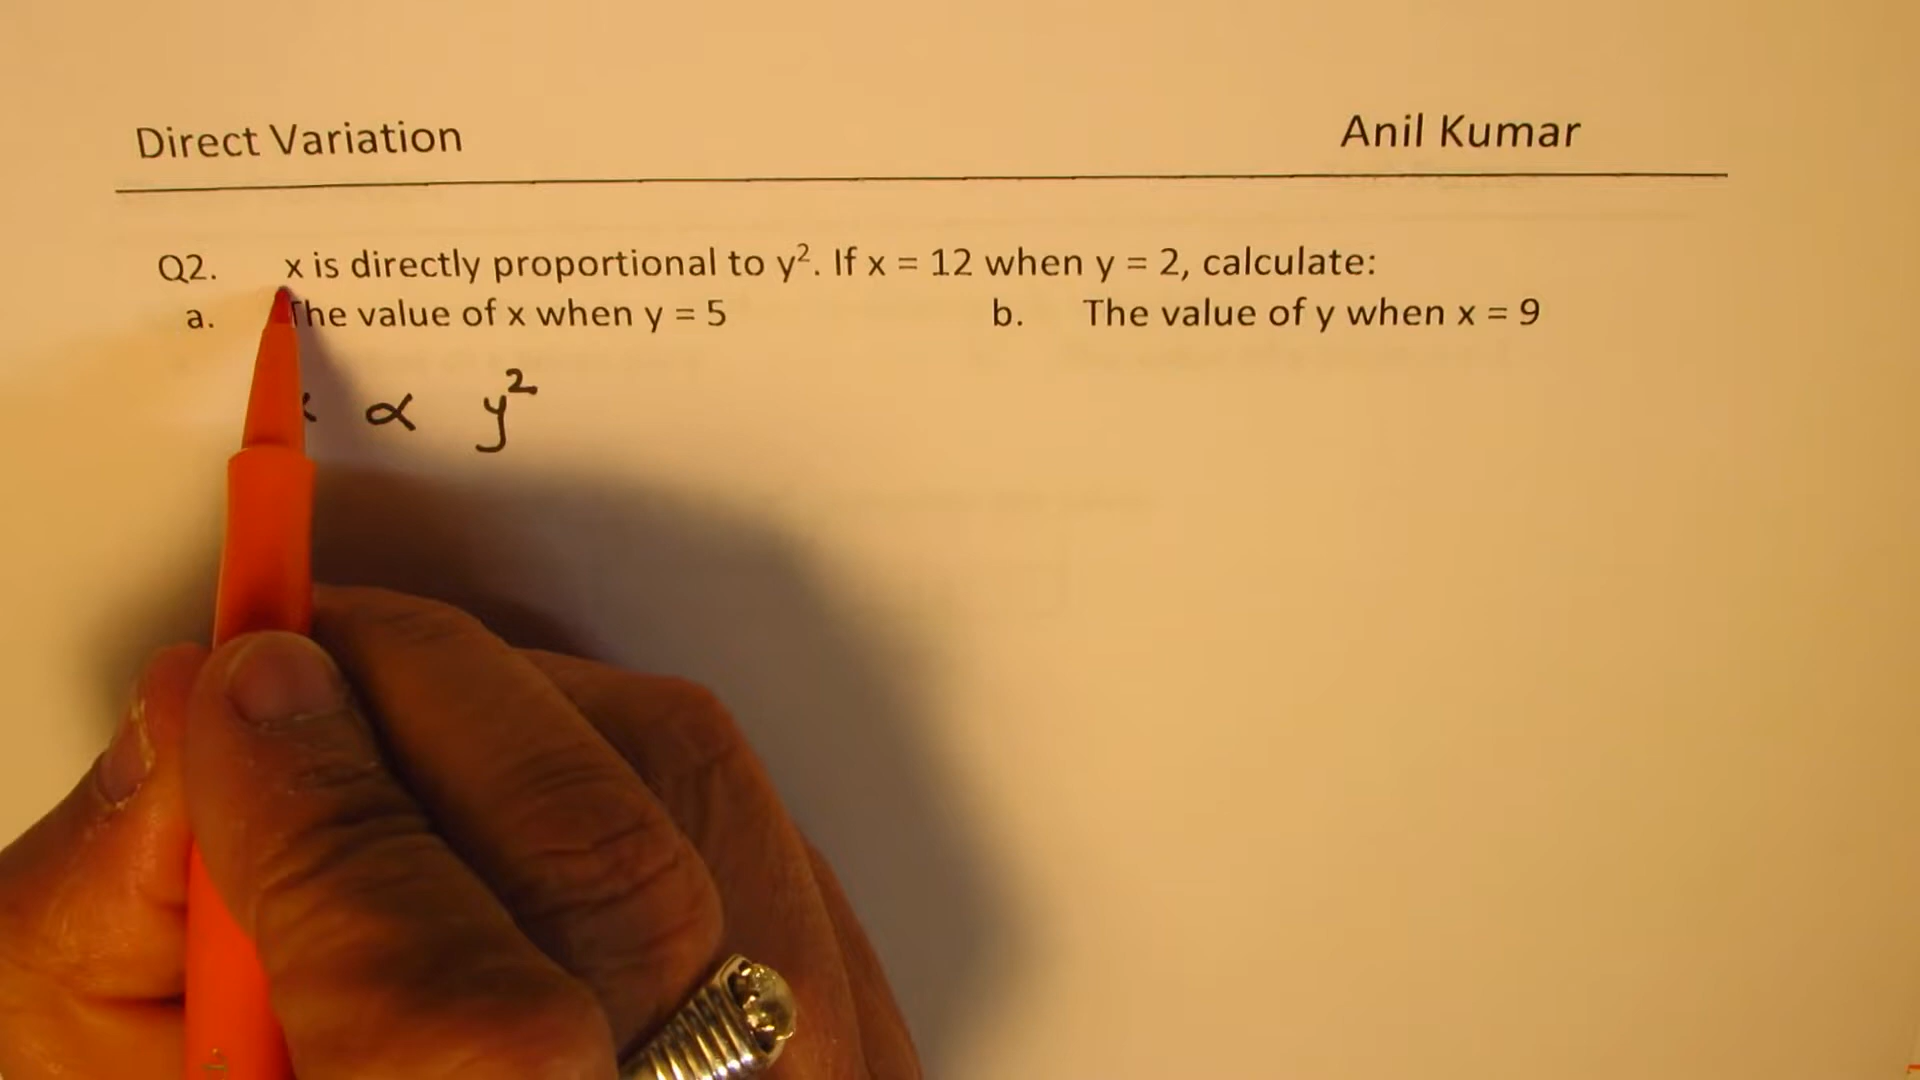 Direct Variation Anil Kumar
Q2. x is directly proportional to y². If x = 12 when y = 2, calculate:
a. The value of x when y = 5 b. The value of y when x = 9
∝ y²